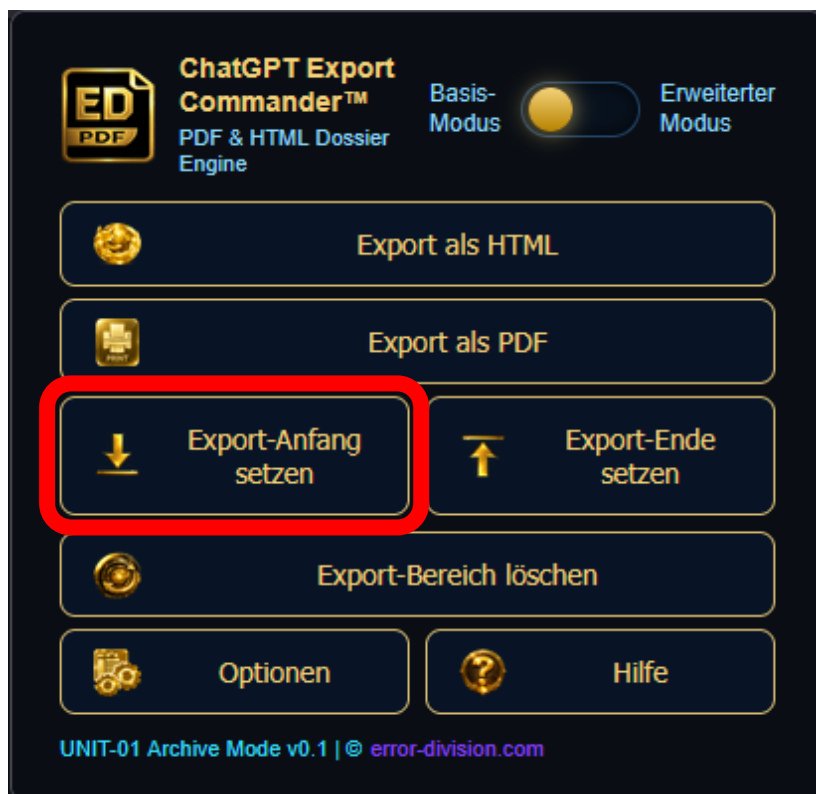 ChatGPT Export
Commander™
PDF & HTML Dossier
Engine
ED
PDF
Basis-
Modus
Erweiterter
Modus
Export als HTML
PRINT
Export als PDF
Export-Anfang
setzen
Export-Ende
setzen
Export-Bereich löschen
Optionen
?
Hilfe
UNIT-01 Archive Mode v0.1 | © error-division.com